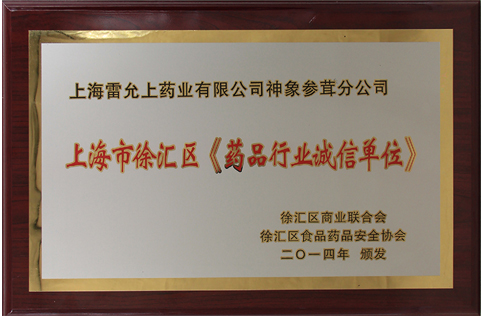 上海雷允上药业有限公司神象参茸分公司
上海市徐汇区《药品行业诚信单位》
徐汇区商业联合会
徐汇区食品药品安全协会
二〇一四年 颁发